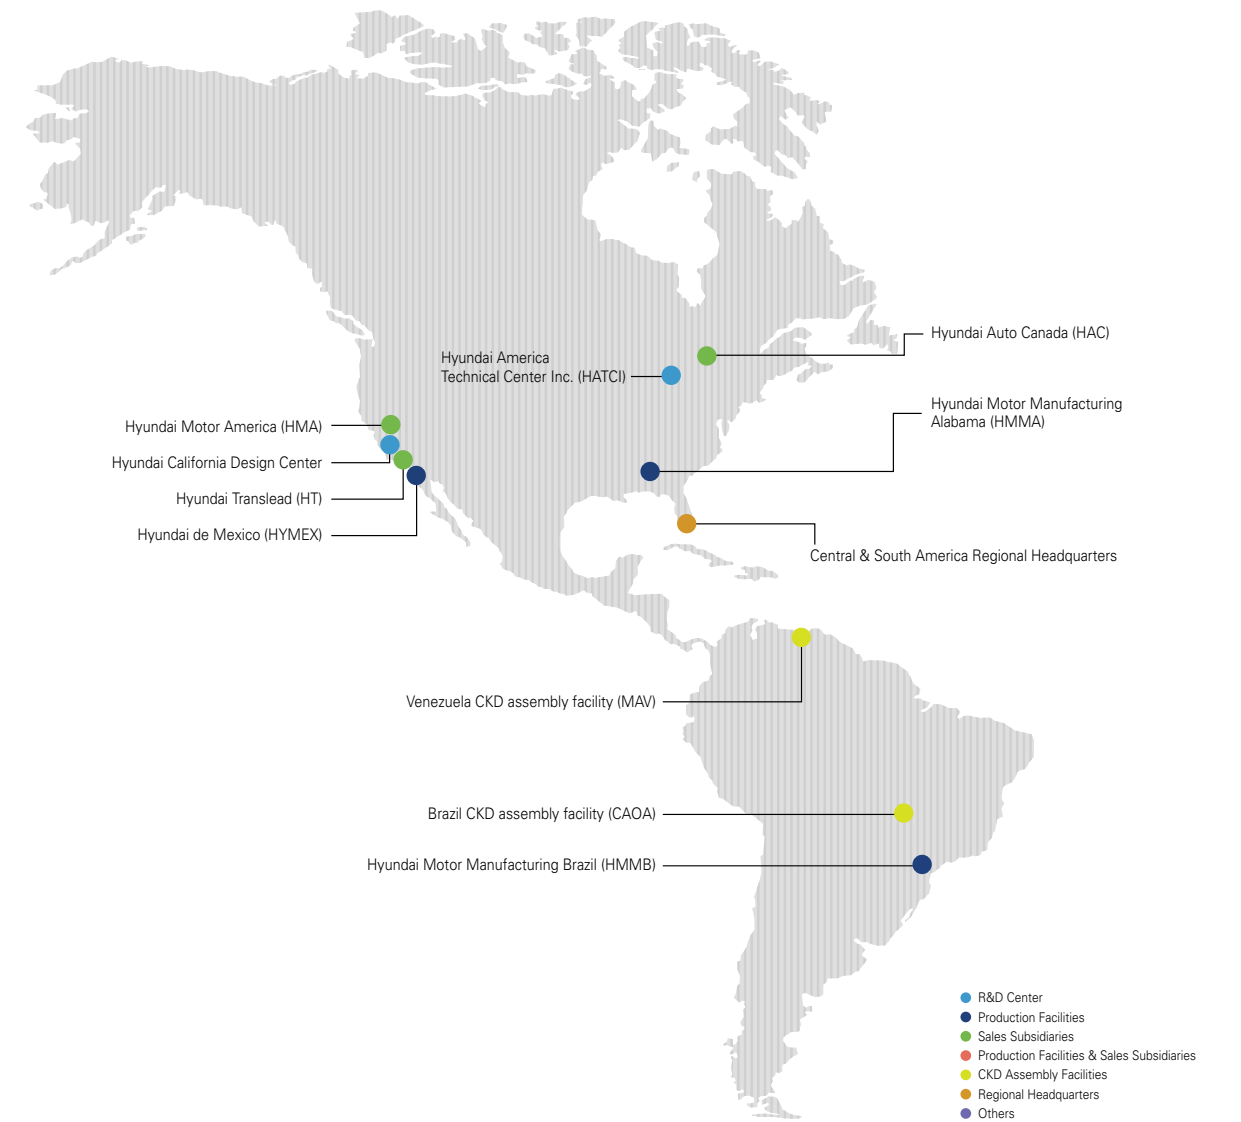 Hyundai Auto Canada (HAC)
Hyundai America
Technical Center Inc. (HATCI)
Hyundai Motor Manufacturing
Alabama (HMMA)
Hyundai Motor America (HMA)
Hyundai California Design Center
Hyundai Translead (HT)
Hyundai de Mexico (HYMEX)
Central & South America Regional Headquarters
Venezuela CKD assembly facility (MAV)
Brazil CKD assembly facility (CAOA)
Hyundai Motor Manufacturing Brazil (HMMB)
R&D Center
Production Facilities
Sales Subsidiaries
Production Facilities & Sales Subsidiaries
CKD Assembly Facilities
Regional Headquarters
Others